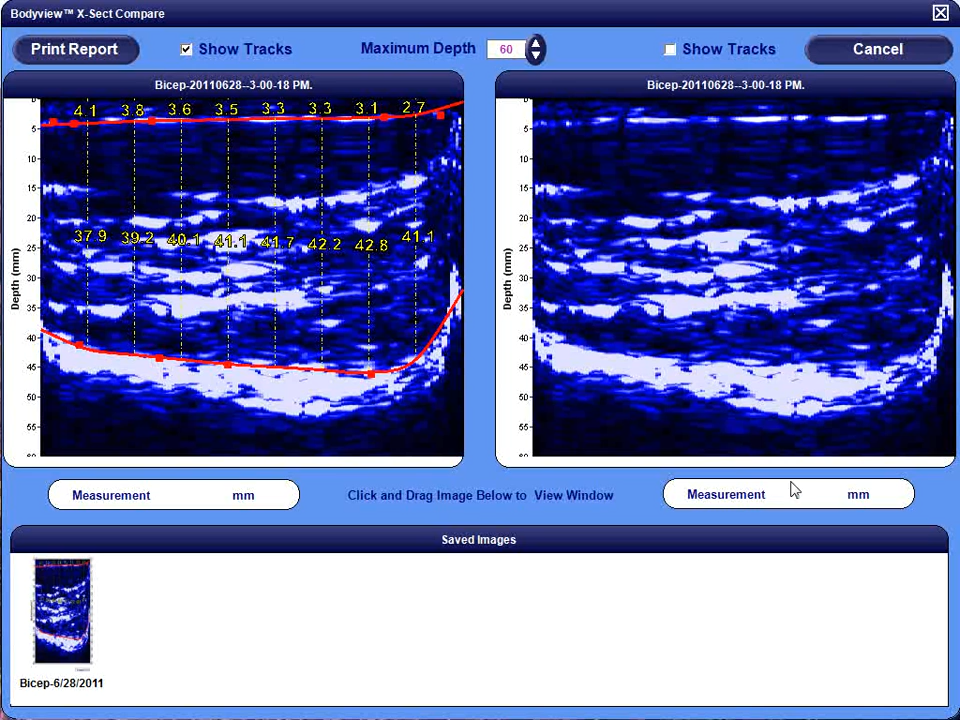 Bodyview™ X-Sect Compare
Print Report
Show Tracks
Maximum Depth 60
Show Tracks
Cancel
Bicep-20110628--3-00-18 PM.
Bicep-20110628--3-00-18 PM.
4.1 3.8 3.6 3.5 3.3 3.3 3.1 2.7
37.9 39.2 40.1 41.1 41.7 42.2 42.8 41.1
Depth (mm)
5
10
15
20
25
30
35
40
45
50
55
Depth (mm)
5
10
15
20
25
30
35
40
45
50
55
Measurement mm
Click and Drag Image Below to View Window
Measurement mm
Saved Images
Bicep-6/28/2011